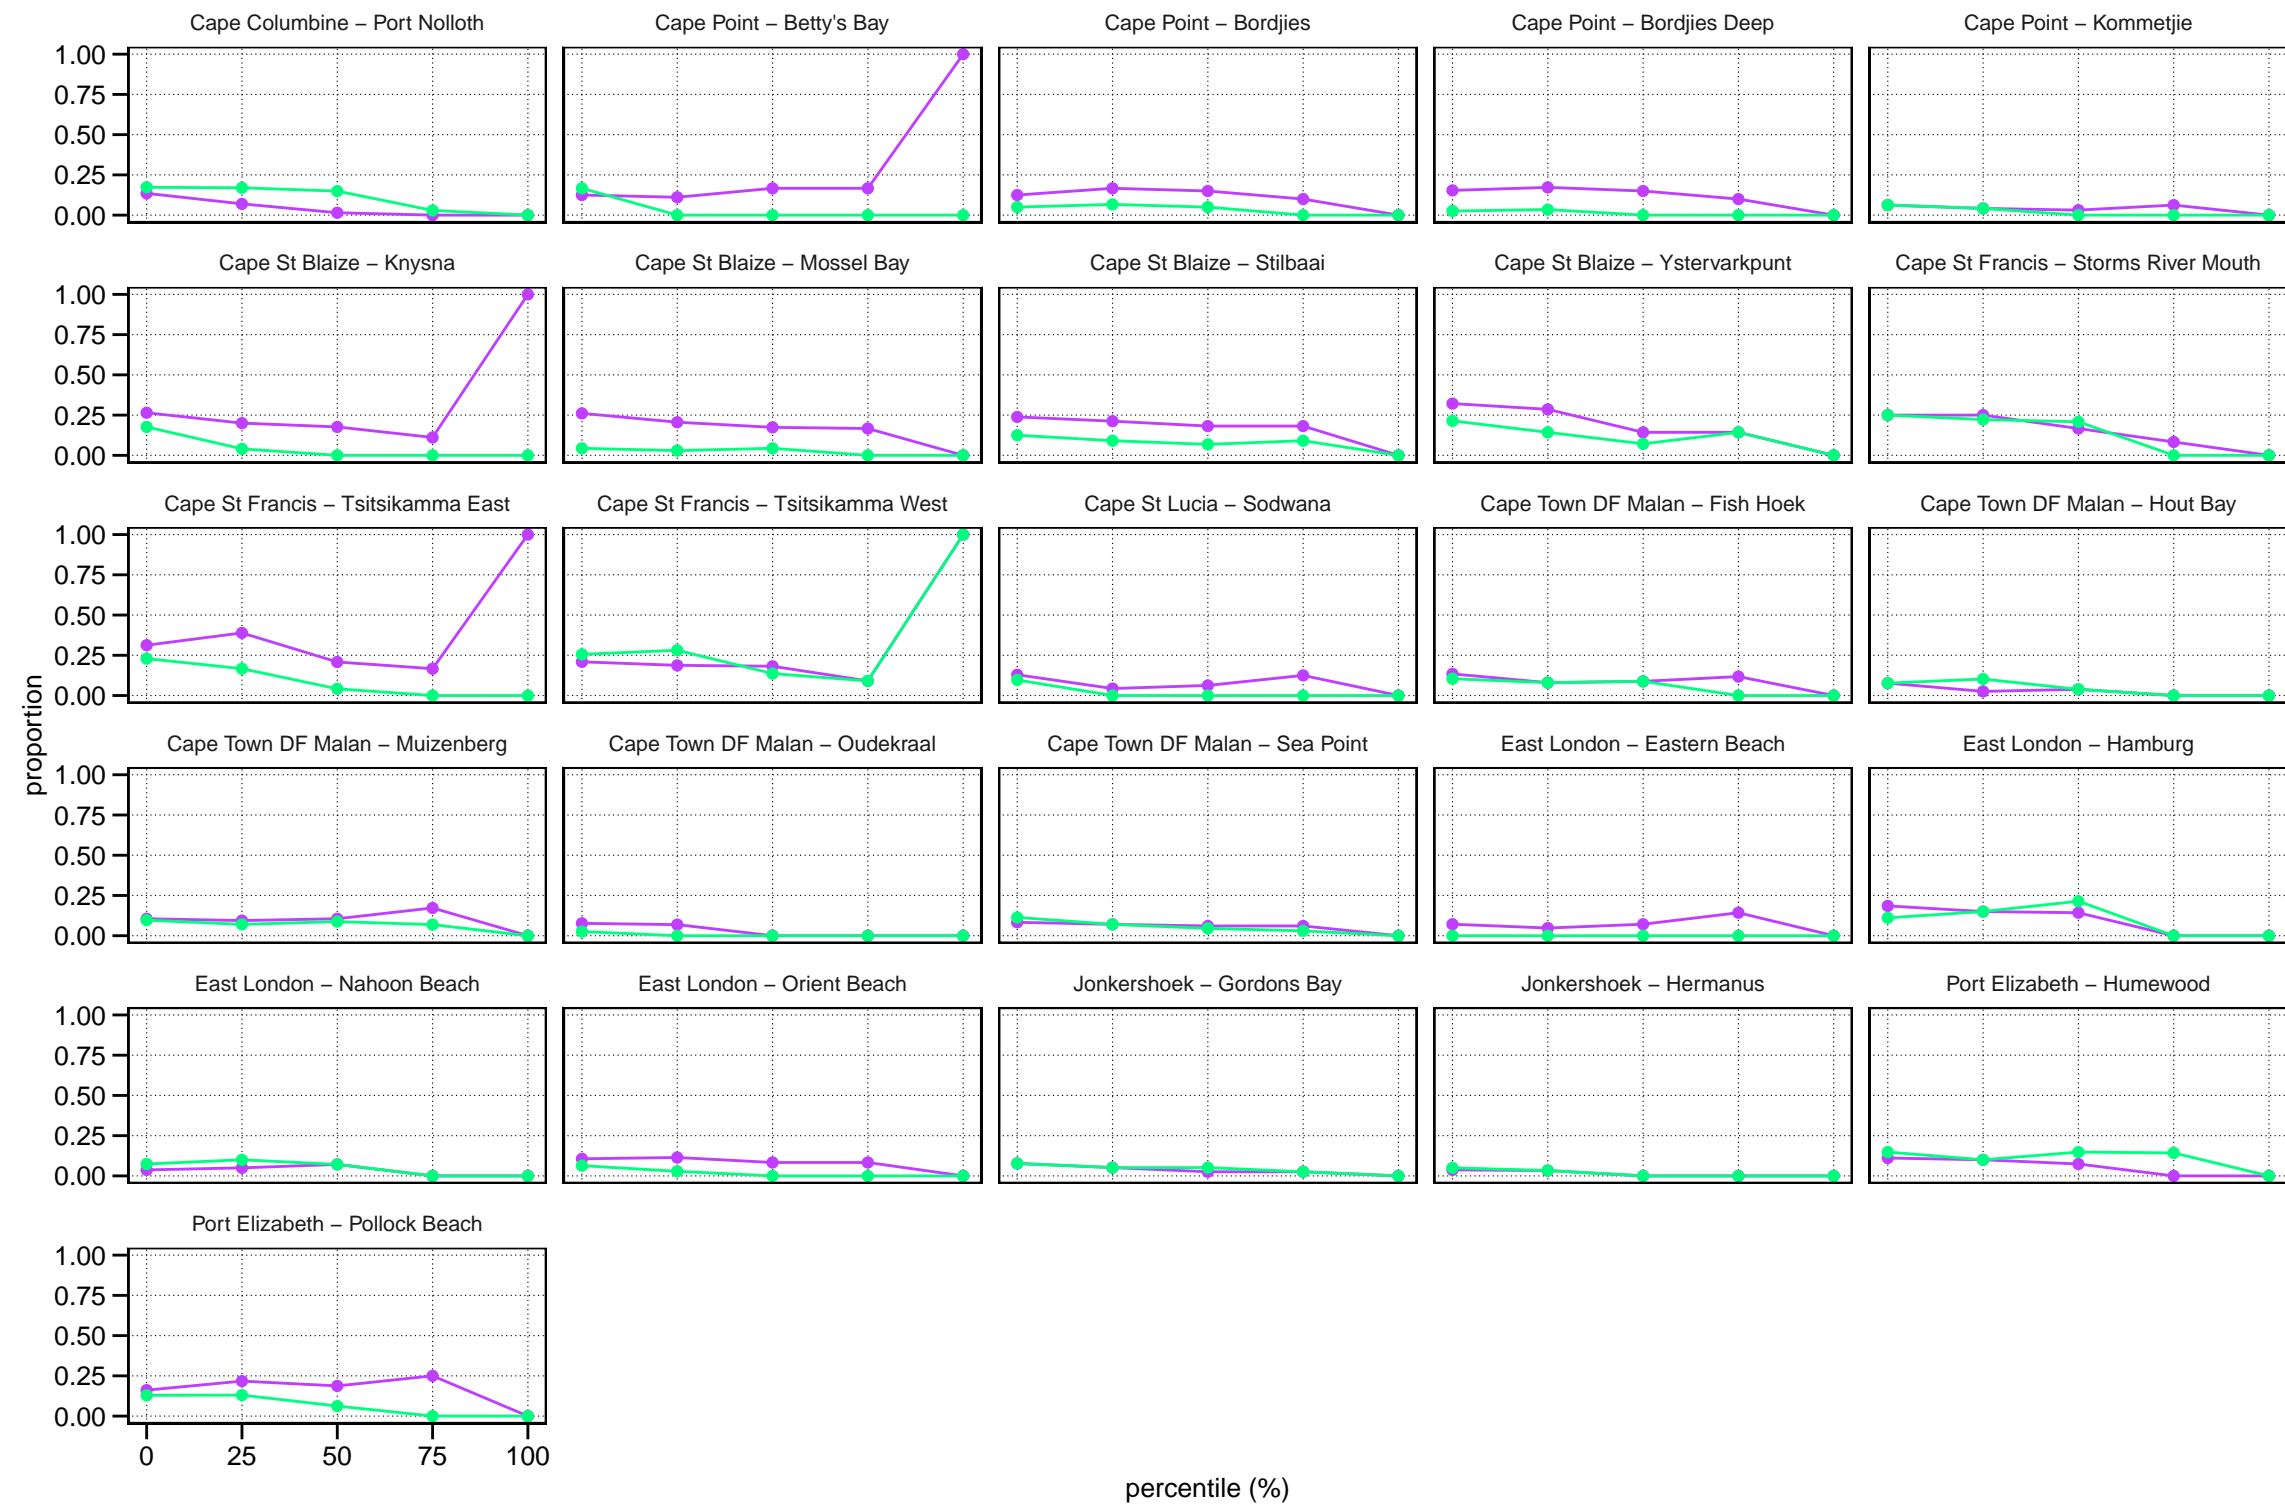 Cape Columbine – Port Nolloth
Cape Point – Betty's Bay
Cape Point – Bordjies
Cape Point – Bordjies Deep
Cape Point – Kommetjie
1.00
0.75
0.50
0.25
0.00
Cape St Blaize – Knysna
Cape St Blaize – Mossel Bay
Cape St Blaize – Stilbaai
Cape St Blaize – Ystervarkpunt
Cape St Francis – Storms River Mouth
1.00
0.75
0.50
0.25
0.00
Cape St Francis – Tsitsikamma East
Cape St Francis – Tsitsikamma West
Cape St Lucia – Sodwana
Cape Town DF Malan – Fish Hoek
Cape Town DF Malan – Hout Bay
1.00
0.75
0.50
0.25
0.00
proportion
Cape Town DF Malan – Muizenberg
Cape Town DF Malan – Oudekraal
Cape Town DF Malan – Sea Point
East London – Eastern Beach
East London – Hamburg
1.00
0.75
0.50
0.25
0.00
East London – Nahoon Beach
East London – Orient Beach
Jonkershoek – Gordons Bay
Jonkershoek – Hermanus
Port Elizabeth – Humewood
1.00
0.75
0.50
0.25
0.00
Port Elizabeth – Pollock Beach
1.00
0.75
0.50
0.25
0.00
0 25 50 75 100
percentile (%)